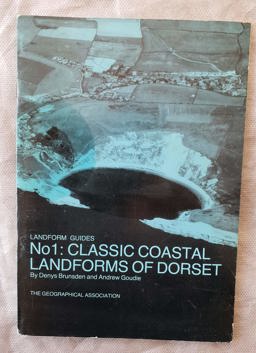 LANDFORM GUIDES
No1: CLASSIC COASTAL
LANDFORMS OF DORSET
By Denys Brunsden and Andrew Goudie
THE GEOGRAPHICAL ASSOCIATION